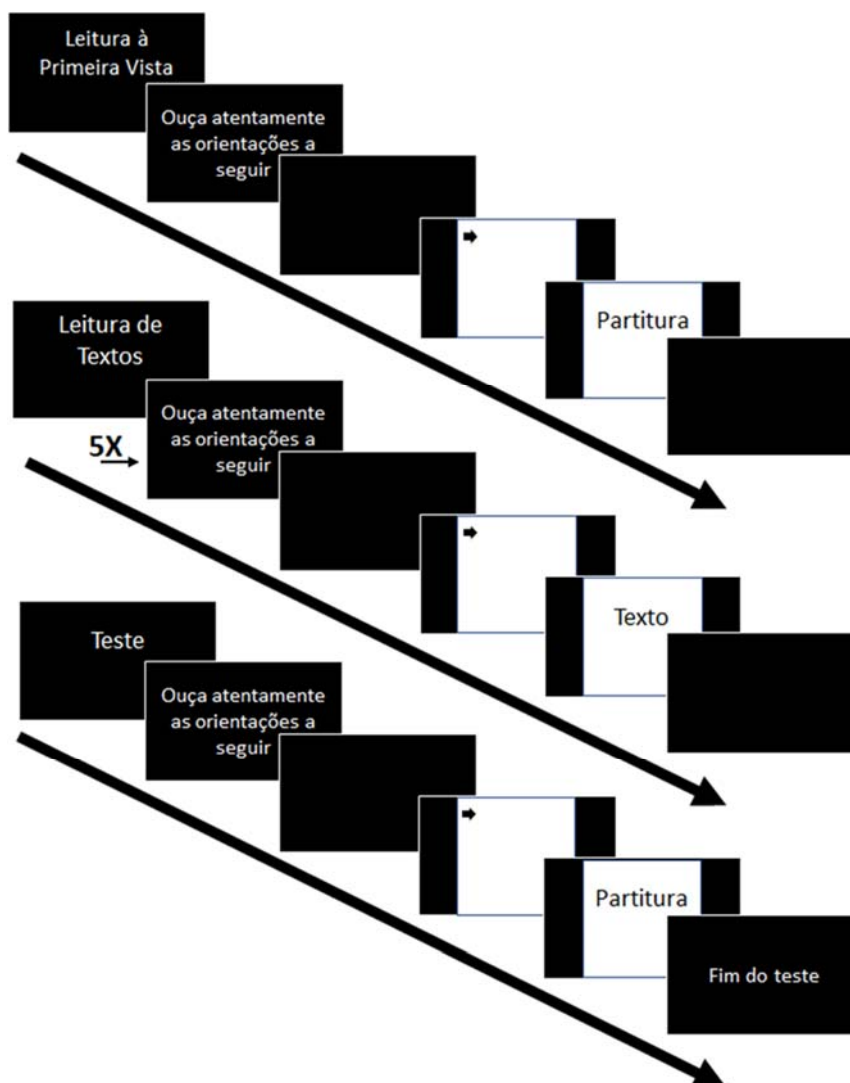 Leitura à
Primeira Vista
Ouça atentamente
as orientações a
seguir
Partitura
Leitura de
Textos
5X
Ouça atentamente
as orientações a
seguir
Texto
Teste
Ouça atentamente
as orientações a
seguir
Partitura
Fim do teste